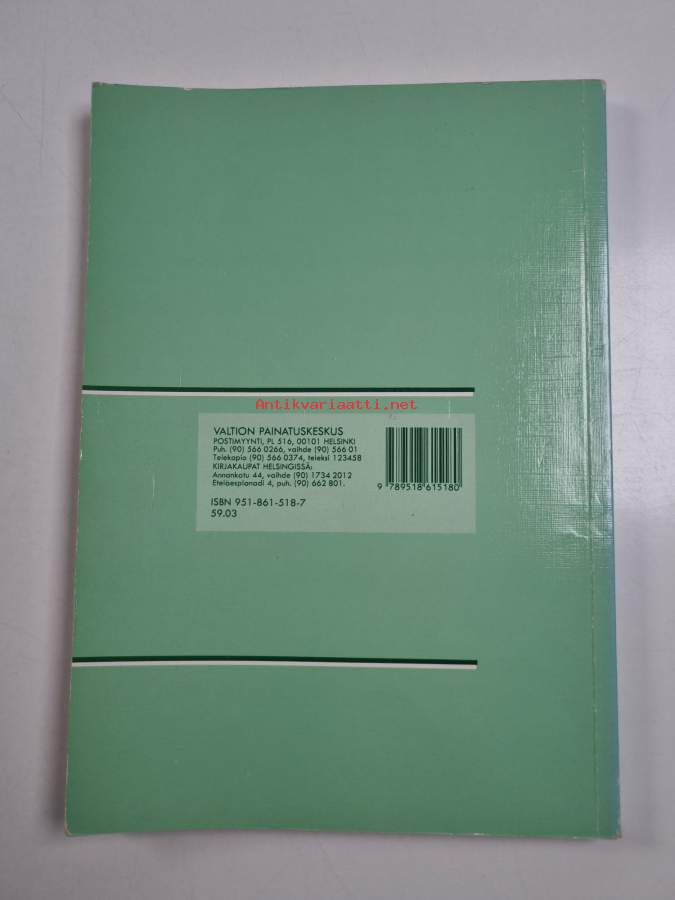 Antikvariaatti.net
VALTION PAINATUSKESKUS
POSTIMYYNTI, PL 516, 00101 HELSINKI
Puh. (90) 566 0266, vaihde (90) 566 01
Telekopio (90) 566 0374, teleksi 123458
KIRJAKAUPAT HELSINGISSÄ:
Annankatu 44, vaihde (90) 1734 2012
Eteläesplanadi 4, puh. (90) 662 801.
ISBN 951-861-518-7
59.03
9 789518 615180